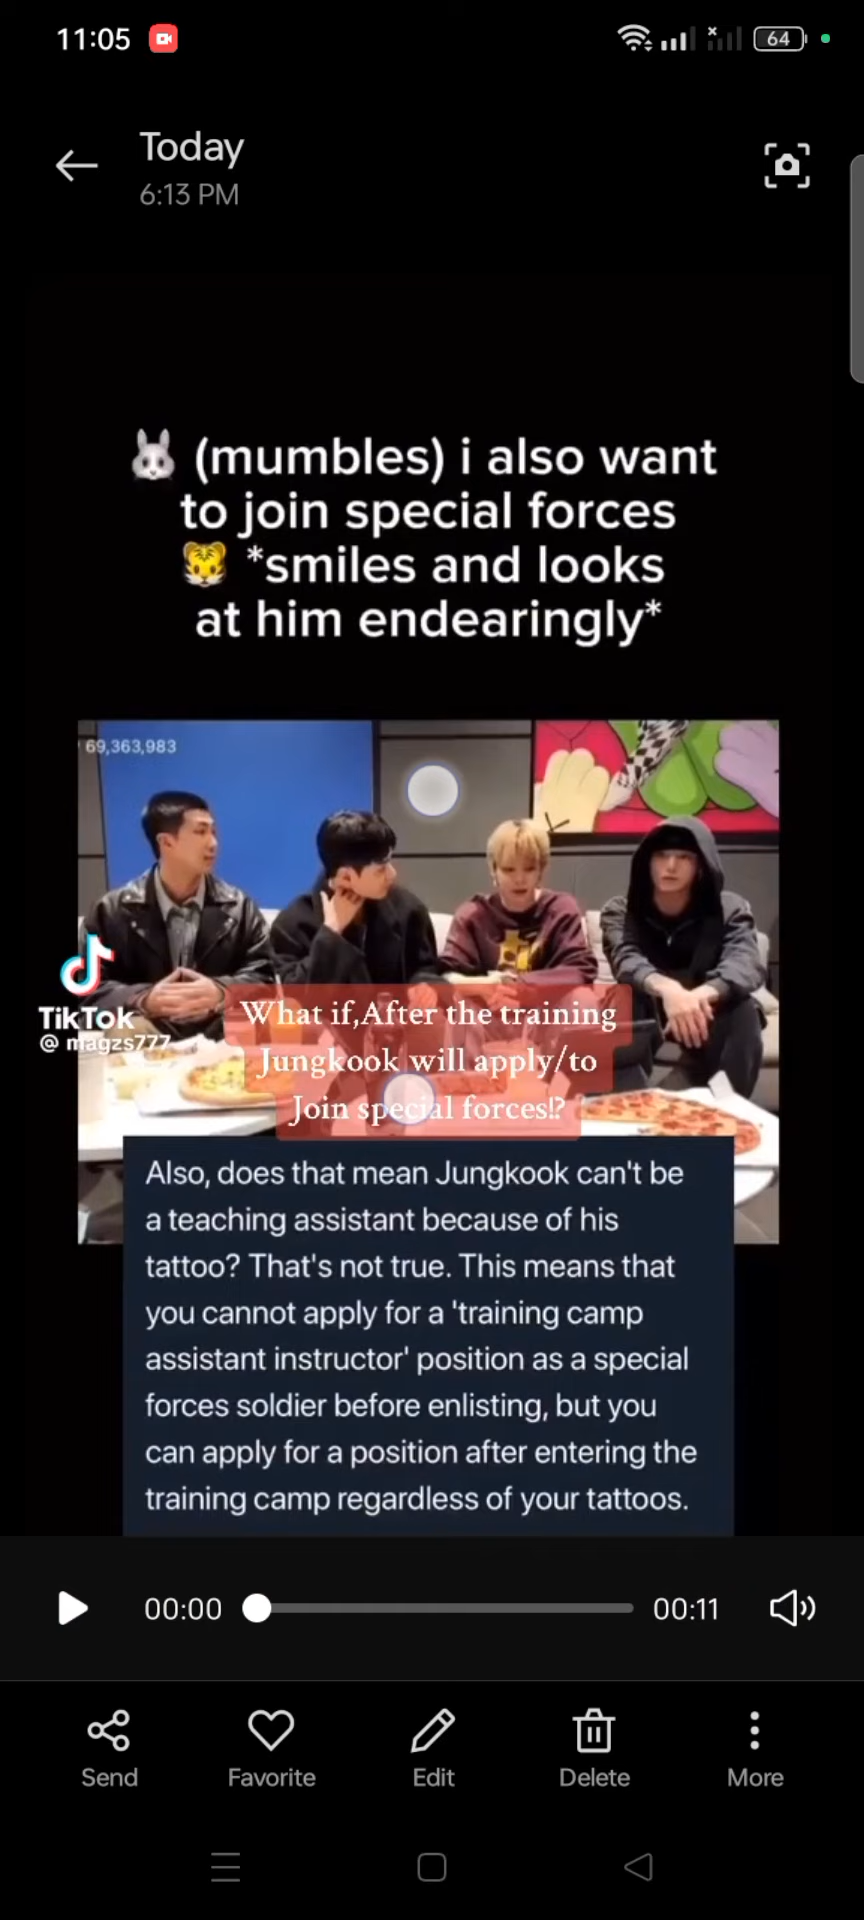 11:05
64
Today
6:13 PM
🐰 (mumbles) i also want
to join special forces
🐯 *smiles and looks
at him endearingly*
69,363,983
TikTok
@ magzs777
What if,After the training
Jungkook will apply/to
Join special forces!?
Also, does that mean Jungkook can't be
a teaching assistant because of his
tattoo? That's not true. This means that
you cannot apply for a 'training camp
assistant instructor' position as a special
forces soldier before enlisting, but you
can apply for a position after entering the
training camp regardless of your tattoos.
00:00
00:11
Send
Favorite
Edit
Delete
More